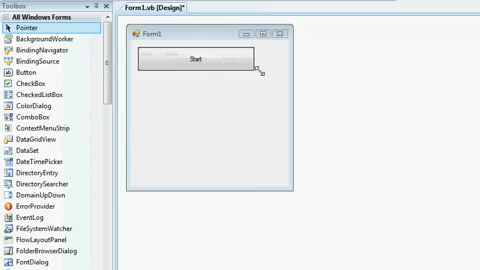 Toolbox
Form1.vb [Design]*
All Windows Forms
Pointer
BackgroundWorker
BindingNavigator
BindingSource
Button
CheckBox
CheckedListBox
ColorDialog
ComboBox
ContextMenuStrip
DataGridView
DataSet
DateTimePicker
DirectoryEntry
DirectorySearcher
DomainUpDown
ErrorProvider
EventLog
FileSystemWatcher
FlowLayoutPanel
FolderBrowserDialog
FontDialog
Form1
Start